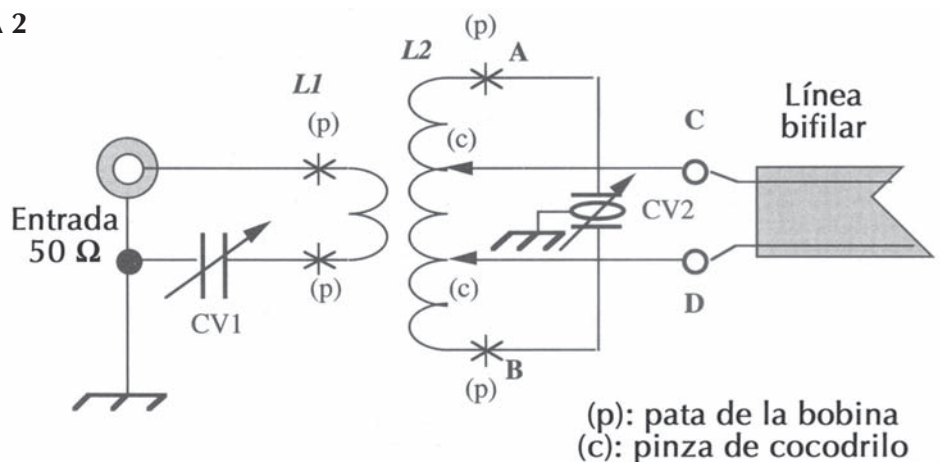 A 2
(p)
A
L2
L1
(p)
(c)
C
Línea
bifilar
Entrada
50 Ω
CV2
(p)
(c)
CV1
D
B
(p)
(p): pata de la bobina
(c): pinza de cocodrilo